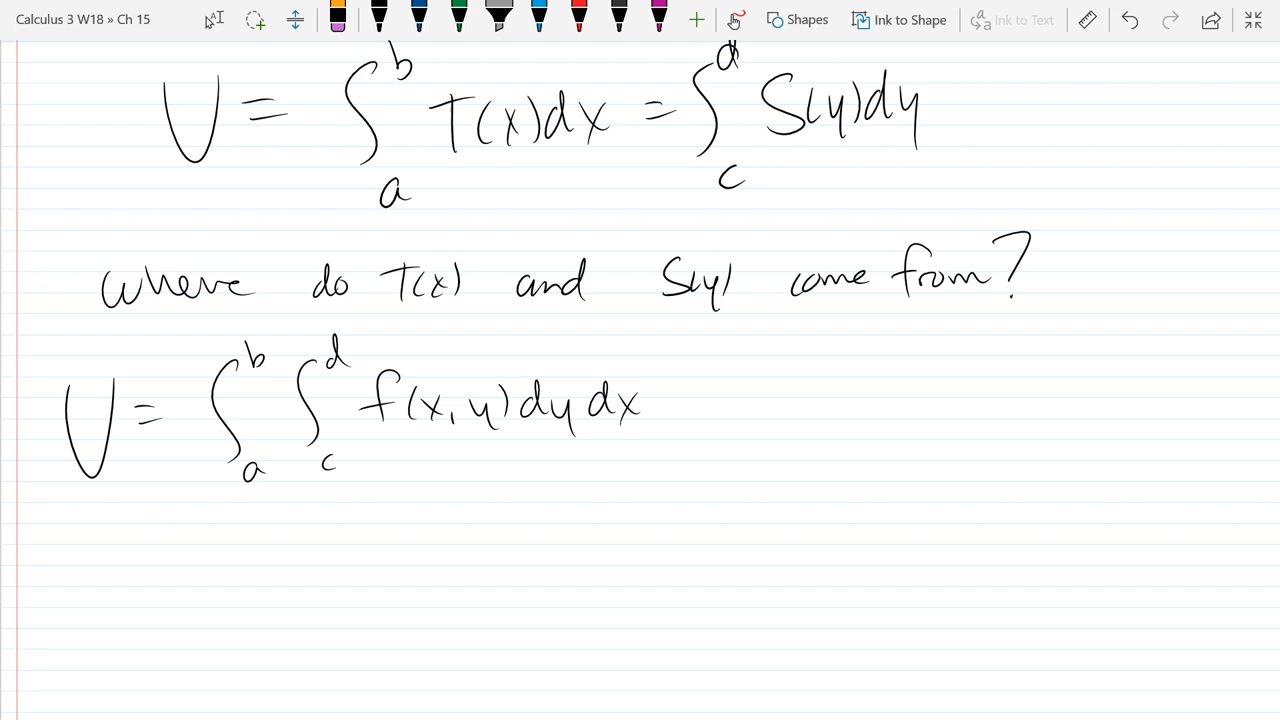 Calculus 3 W18 » Ch 15 Shapes Ink to Shape Ink to Text
V = ∫_a^b T(x)dx = ∫_c^d S(y)dy
where do T(x) and S(y) come from?
V = ∫_a^b ∫_c^d f(x,y)dy dx